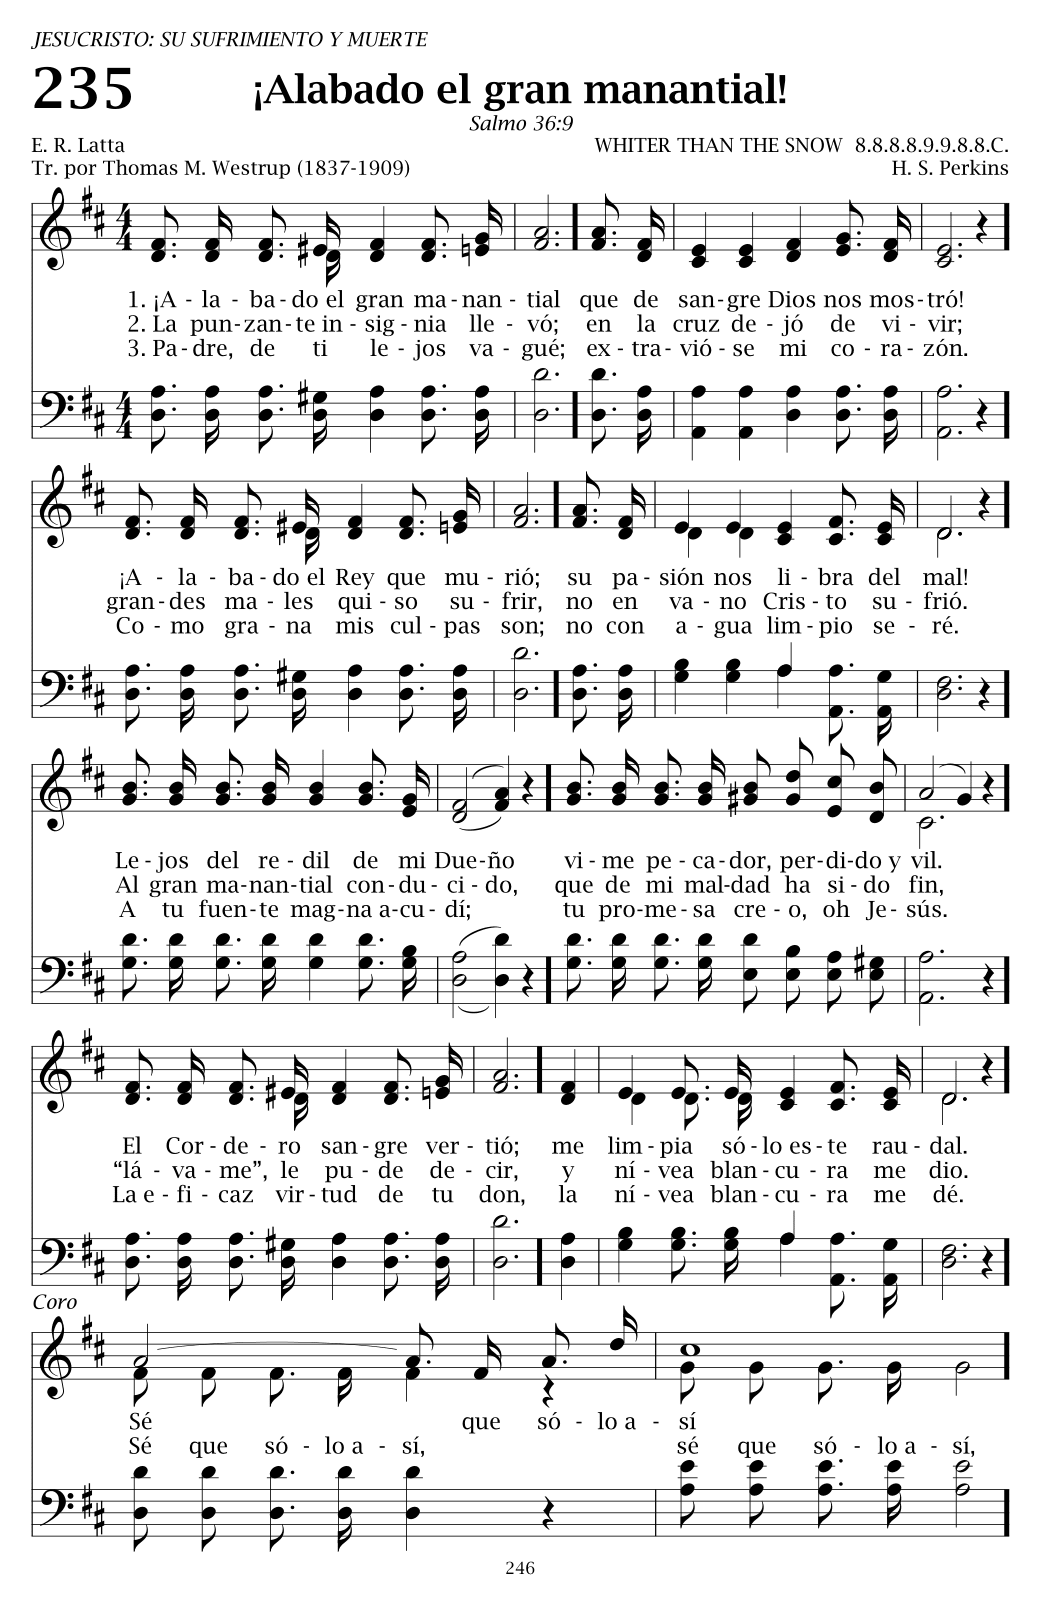 JESUCRISTO: SU SUFRIMIENTO Y MUERTE
235 ¡Alabado el gran manantial!
Salmo 36:9
E. R. Latta WHITER THAN THE SNOW 8.8.8.8.9.9.8.8.C.
Tr. por Thomas M. Westrup (1837-1909) H. S. Perkins
1. ¡A - la - ba - do el gran ma - nan - tial que de san - gre Dios nos mos - tró!
2. La pun - zan - te in - sig - nia lle - vó; en la cruz de - jó de vi - vir;
3. Pa - dre, de ti le - jos va - gué; ex - tra - vió - se mi co - ra - zón.
¡A - la - ba - do el Rey que mu - rió; su pa - sión nos li - bra del mal!
gran - des ma - les qui - so su - frir, no en va - no Cris - to su - frió.
Co - mo gra - na mis cul - pas son; no con a - gua lim - pio se - ré.
Le - jos del re - dil de mi Due - ño vi - me pe - ca - dor, per - di - do y vil.
Al gran ma - nan - tial con - du - ci - do, que de mi mal - dad ha si - do fin,
A tu fuen - te mag - na a - cu - dí; tu pro - me - sa cre - o, oh Je - sús.
El Cor - de - ro san - gre ver - tió; me lim - pia só - lo es - te rau - dal.
“lá - va - me”, le pu - de de - cir, y ní - vea blan - cu - ra me dio.
La e - fi - caz vir - tud de tu don, la ní - vea blan - cu - ra me dé.
Coro
Sé que só - lo a - sí
Sé que só - lo a - sí, sé que só - lo a - sí,
246